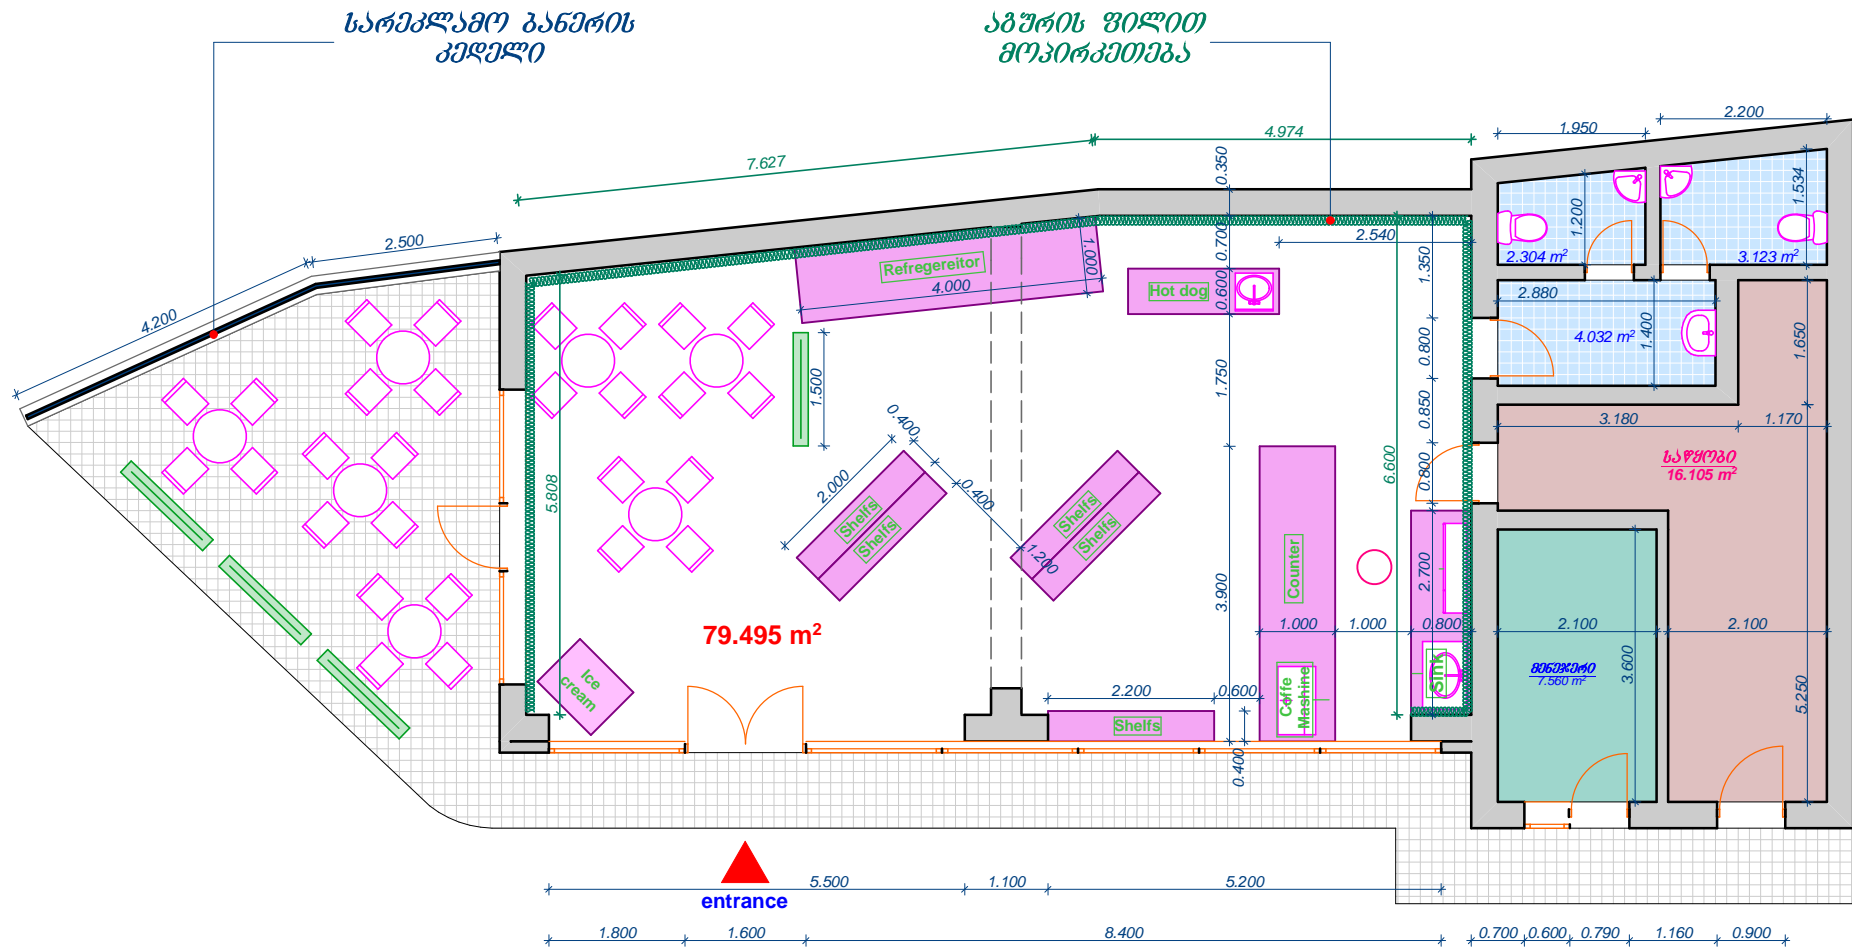 სარეკლამო ბანერის
კედელი
აგურის ფილით
მოპირკეთება
4.974
2.200
1.950
7.627
0.350
1.534
1.200
2.500
0.700
2.540
1.350
1.000
2.304 m²
3.123 m²
Refregereitor
4.000
0.600
Hot dog
2.880
4.200
4.032 m²
1.400
1.650
0.800
1.500
1.750
0.850
0.400
3.180
1.170
საწყობი
16.105 m²
2.000
0.400
0.800
6.600
5.808
Shelfs
Shelfs
Shelfs
Shelfs
1.200
Counter
2.700
3.900
79.495 m²
1.000
1.000
0.800
2.100
2.100
მენეჯერი
7.560 m²
3.600
5.250
Ice
cream
2.200
0.600
Coffe
Mashine
Sink
Shelfs
0.400
entrance
5.500
1.100
5.200
1.800
1.600
8.400
0.700
0.600
0.790
1.160
0.900